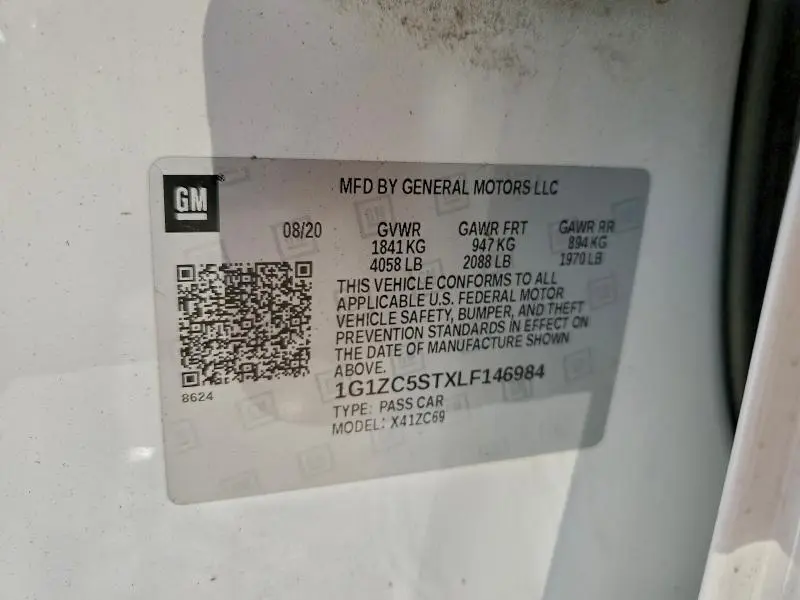 GM
MFD BY GENERAL MOTORS LLC
08/20 GVWR GAWR FRT GAWR RR
1841 KG 947 KG 894 KG
4058 LB 2088 LB 1970 LB
THIS VEHICLE CONFORMS TO ALL
APPLICABLE U.S. FEDERAL MOTOR
VEHICLE SAFETY, BUMPER, AND THEFT
PREVENTION STANDARDS IN EFFECT ON
THE DATE OF MANUFACTURE SHOWN
ABOVE.
8624
1G1ZC5STXLF146984
TYPE: PASS CAR
MODEL: X41ZC69